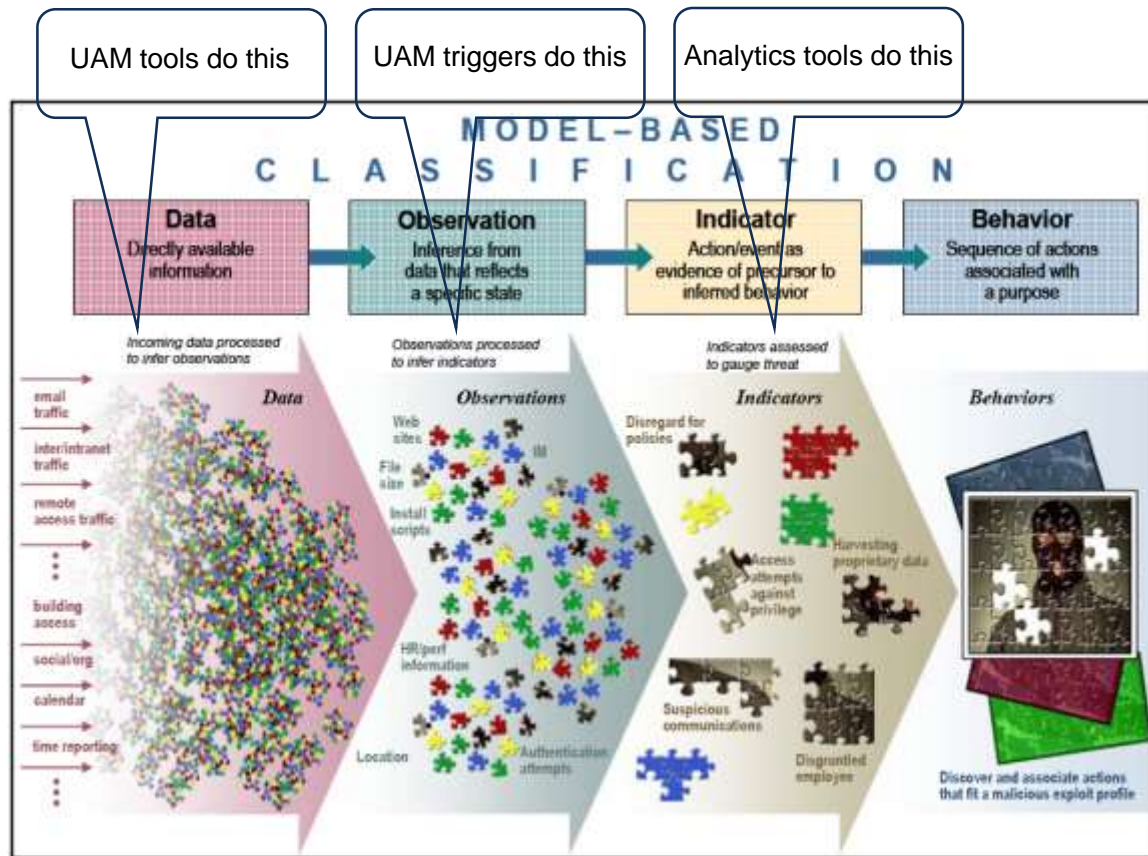 UAM tools do this
UAM triggers do this
Analytics tools do this
MODEL–BASED
CLASSIFICATION
Data
Directly available
information
Observation
Inference from
data that reflects
a specific state
Indicator
Action/event as
evidence of precursor to
inferred behavior
Behavior
Sequence of actions
associated with
a purpose
Incoming data processed
to infer observations
Observations processed
to infer indicators
Indicators assessed
to gauge threat
Data
Observations
Indicators
Behaviors
email
traffic
inter/intranet
traffic
remote
access traffic
building
access
social/org
calendar
time reporting
Web
sites
IM
File
size
Install
scripts
HR/perf
information
Location
Authentication
attempts
Disregard for
policies
Harvesting
proprietary data
Access
attempts
against
privilege
Suspicious
communications
Disgruntled
employee
Discover and associate actions
that fit a malicious exploit profile